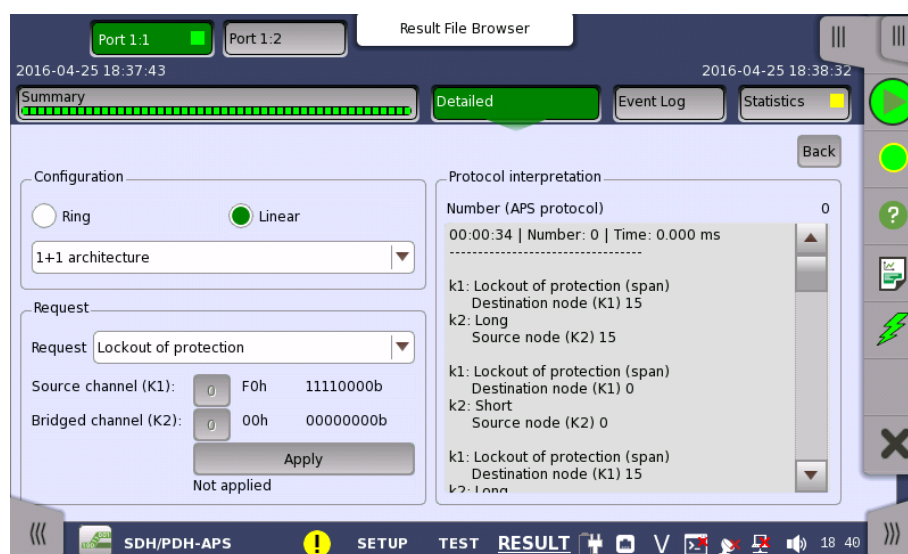 Port 1:1
Port 1:2
Result File Browser
2016-04-25 18:37:43
2016-04-25 18:38:32
Summary
Detailed
Event Log
Statistics
Back
Configuration
Ring
Linear
1+1 architecture
Request
Request Lockout of protection
Source channel (K1): 0 F0h 11110000b
Bridged channel (K2): 0 00h 00000000b
Apply
Not applied
Protocol interpretation
Number (APS protocol) 0
00:00:34 | Number: 0 | Time: 0.000 ms
----------------------------------
k1: Lockout of protection (span)
Destination node (K1) 15
k2: Long
Source node (K2) 15
k1: Lockout of protection (span)
Destination node (K1) 0
k2: Short
Source node (K2) 0
k1: Lockout of protection (span)
Destination node (K1) 15
k2: Long
SDH/PDH-APS
SETUP TEST RESULT V 18 40